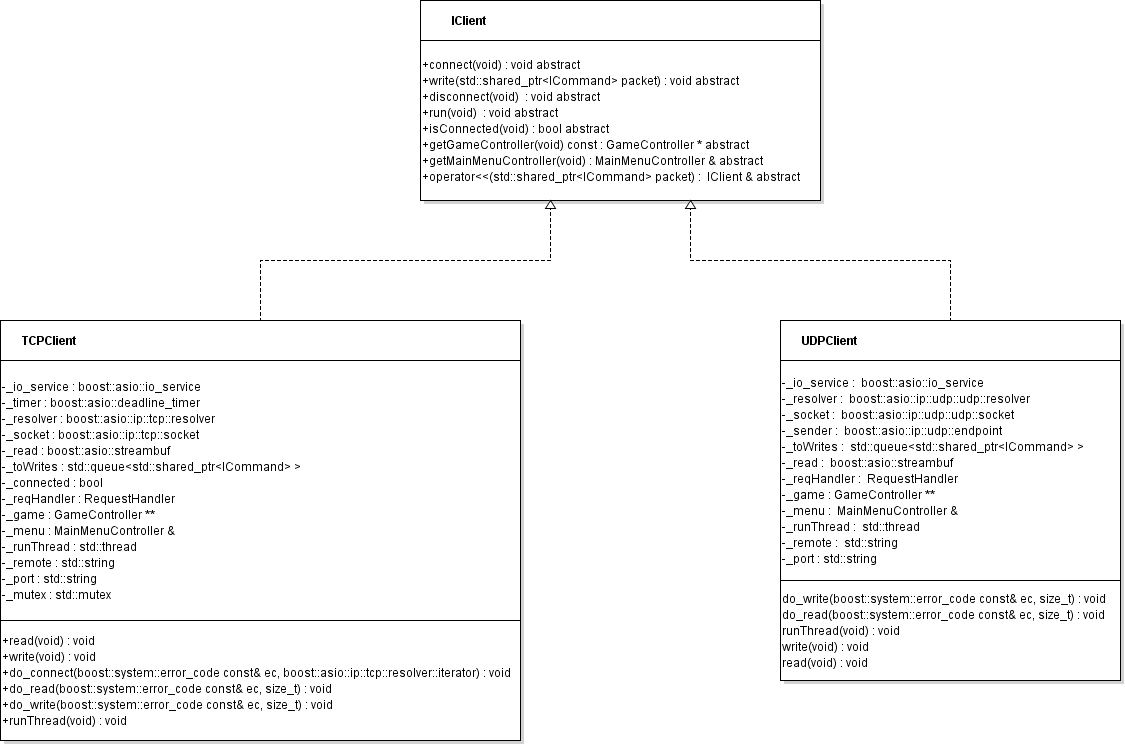 IClient
+connect(void) : void abstract
+write(std::shared_ptr<ICommand> packet) : void abstract
+disconnect(void)  : void abstract
+run(void)  : void abstract
+isConnected(void) : bool abstract
+getGameController(void) const : GameController * abstract
+getMainMenuController(void) : MainMenuController & abstract
+operator<<(std::shared_ptr<ICommand> packet) :  IClient & abstract
TCPClient
-_io_service : boost::asio::io_service
-_timer : boost::asio::deadline_timer
-_resolver : boost::asio::ip::tcp::resolver
-_socket : boost::asio::ip::tcp::socket
-_read : boost::asio::streambuf
-_toWrites : std::queue<std::shared_ptr<ICommand> >
-_connected : bool
-_reqHandler : RequestHandler
-_game : GameController **
-_menu : MainMenuController &
-_runThread : std::thread
-_remote : std::string
-_port : std::string
-_mutex : std::mutex
+read(void) : void
+write(void) : void
+do_connect(boost::system::error_code const& ec, boost::asio::ip::tcp::resolver::iterator) : void
+do_read(boost::system::error_code const& ec, size_t) : void
+do_write(boost::system::error_code const& ec, size_t) : void
+runThread(void) : void
UDPClient
-_io_service :  boost::asio::io_service
-_resolver :  boost::asio::ip::udp::udp::resolver
-_socket :  boost::asio::ip::udp::udp::socket
-_sender :  boost::asio::ip::udp::endpoint
-_toWrites :  std::queue<std::shared_ptr<ICommand> >
-_read :  boost::asio::streambuf
-_reqHandler :  RequestHandler
-_game : GameController **
-_menu :  MainMenuController &
-_runThread :  std::thread
-_remote :  std::string
-_port : std::string
do_write(boost::system::error_code const& ec, size_t) : void
do_read(boost::system::error_code const& ec, size_t) : void
runThread(void) : void
write(void) : void
read(void) : void